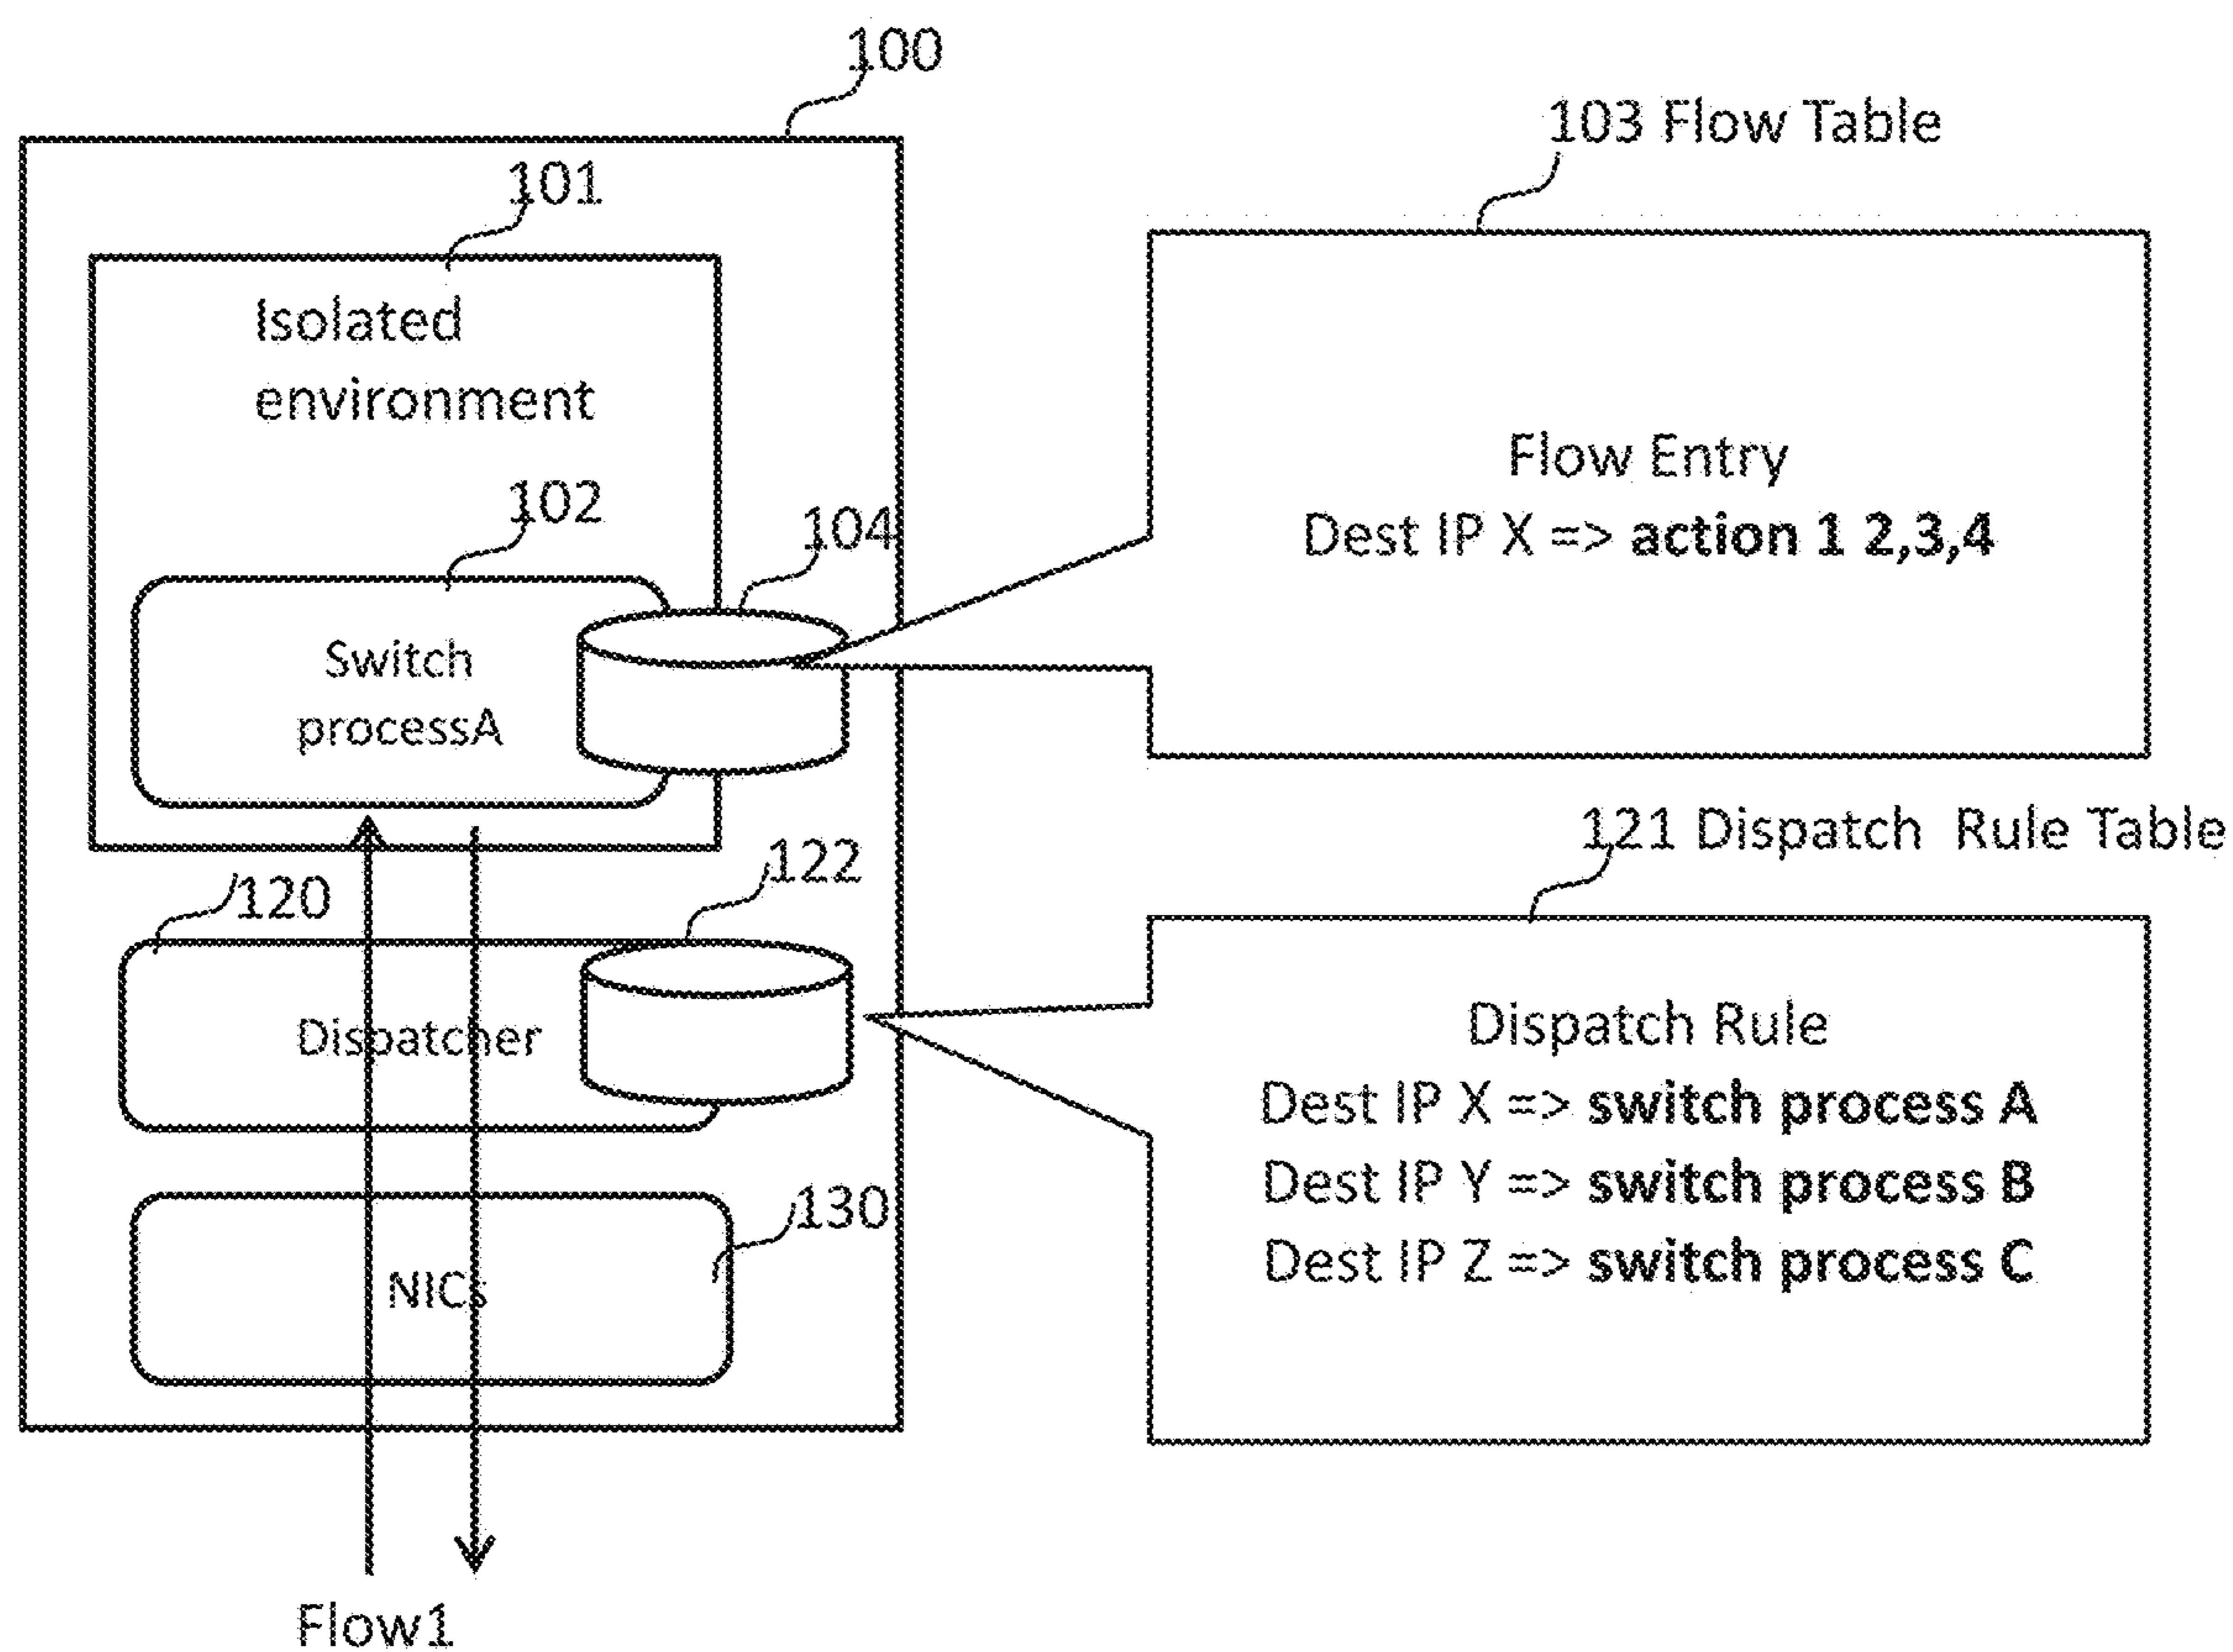 100
101
Isolated
environment
102
104
Switch
processA
120
122
Dispatcher
130
NICs
Flow1
103 Flow Table
Flow Entry
Dest IP X => action 1 2,3,4
121 Dispatch Rule Table
Dispatch Rule
Dest IP X => switch process A
Dest IP Y => switch process B
Dest IP Z => switch process C